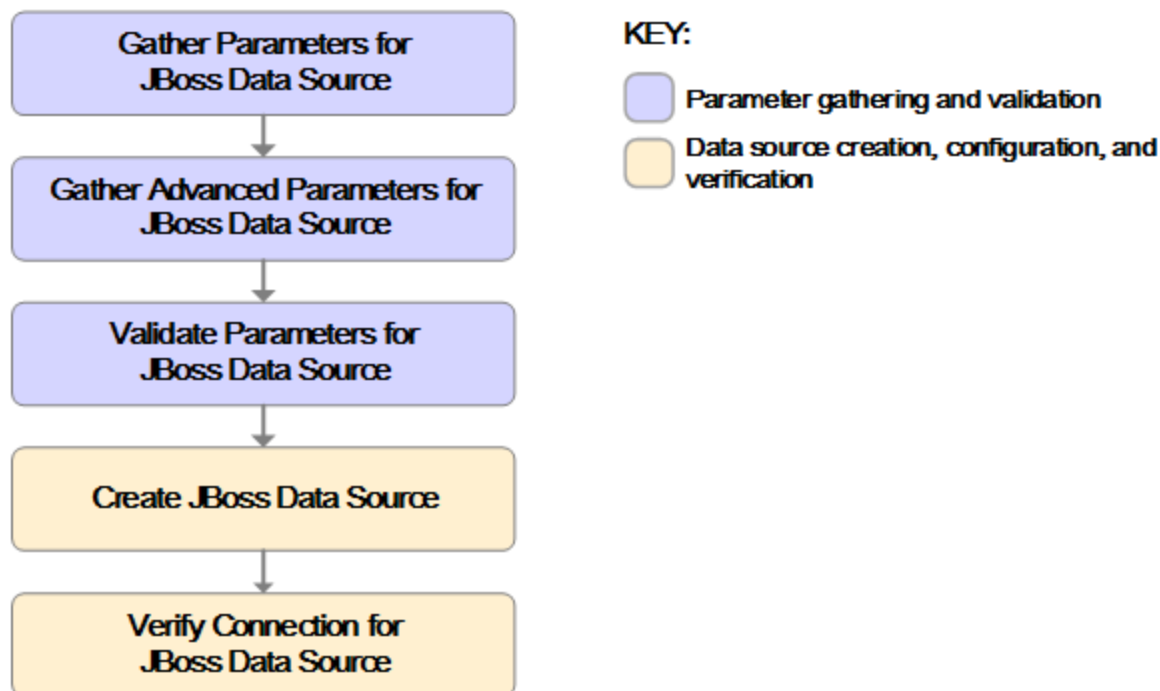 Gather Parameters for
JBoss Data Source
Gather Advanced Parameters for
JBoss Data Source
Validate Parameters for
JBoss Data Source
Create JBoss Data Source
Verify Connection for
JBoss Data Source
KEY:
Parameter gathering and validation
Data source creation, configuration, and
verification